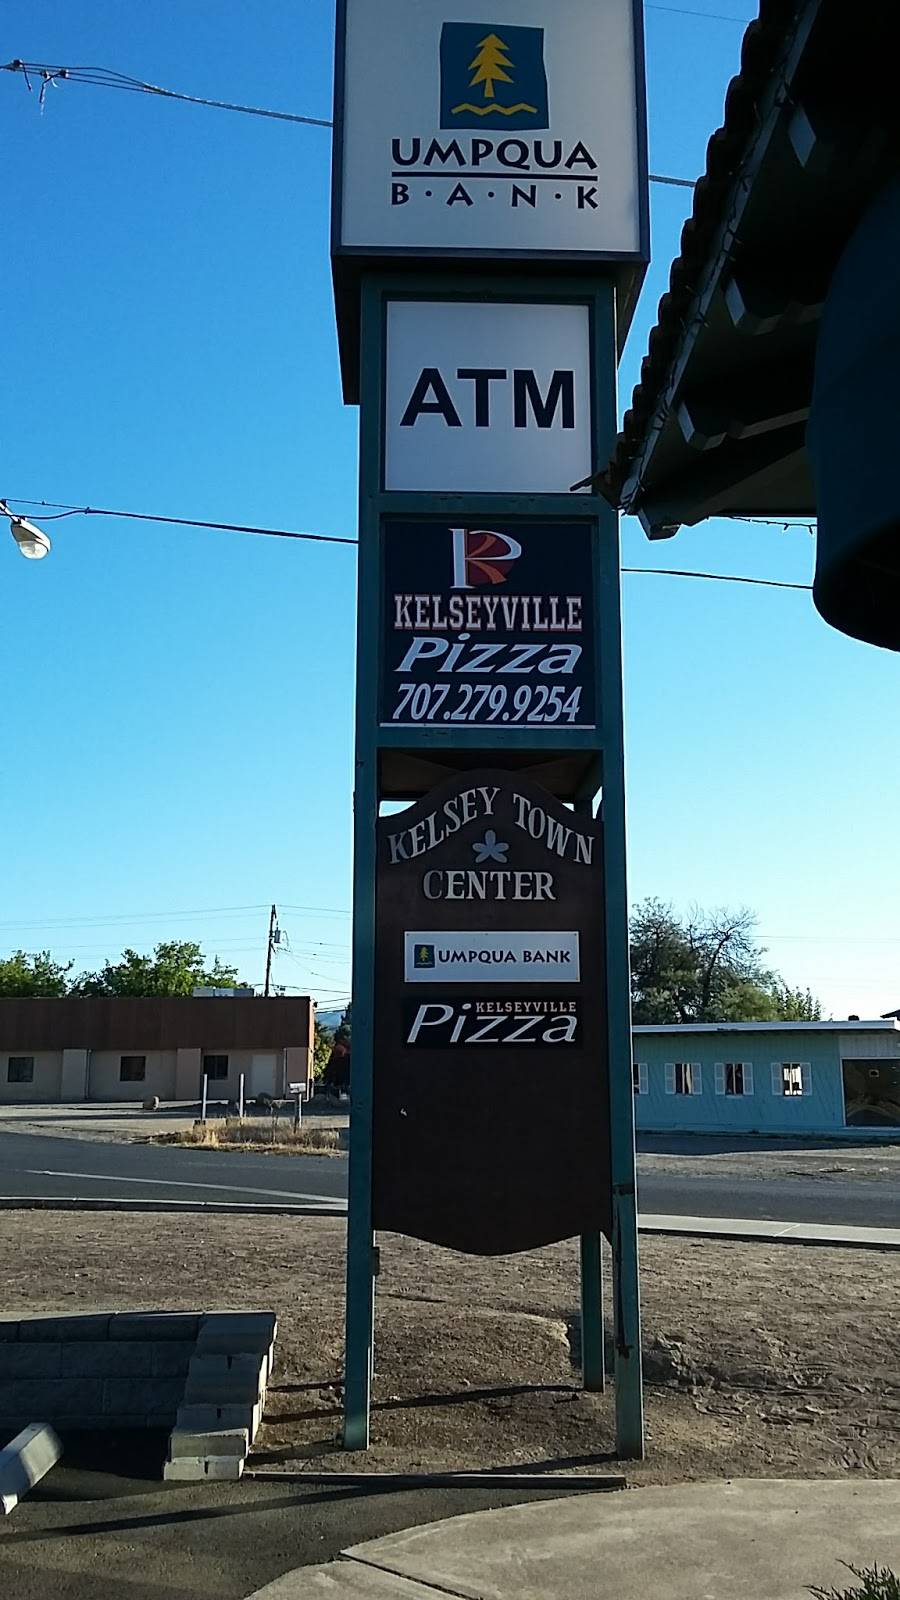 UMPQUA
B·A·N·K
ATM
KELSEYVILLE
Pizza
707.279.9254
KELSEY TOWN
CENTER
UMPQUA BANK
KELSEYVILLE
Pizza